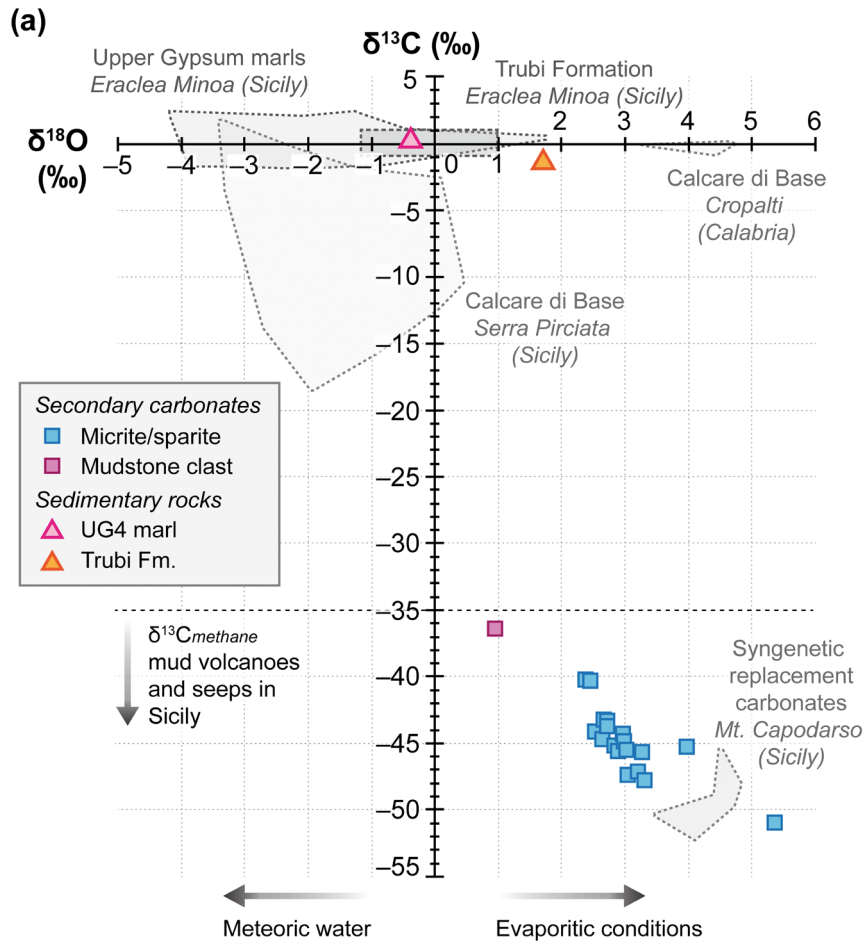 (a)
δ¹³C (‰)
Upper Gypsum marls
Eraclea Minoa (Sicily)
Trubi Formation
Eraclea Minoa (Sicily)
5
δ¹⁸O
(‰)
–5 –4 –3 –2 –1 0 1 2 3 4 5 6
Calcare di Base
Cropalti
(Calabria)
–5
–10
Calcare di Base
Serra Pirciata
(Sicily)
–15
–20
–25
–30
–35
–40
–45
–50
–55
Secondary carbonates
Micrite/sparite
Mudstone clast
Sedimentary rocks
UG4 marl
Trubi Fm.
δ¹³Cmethane
mud volcanoes
and seeps in
Sicily
Syngenetic
replacement
carbonates
Mt. Capodarso
(Sicily)
Meteoric water
Evaporitic conditions